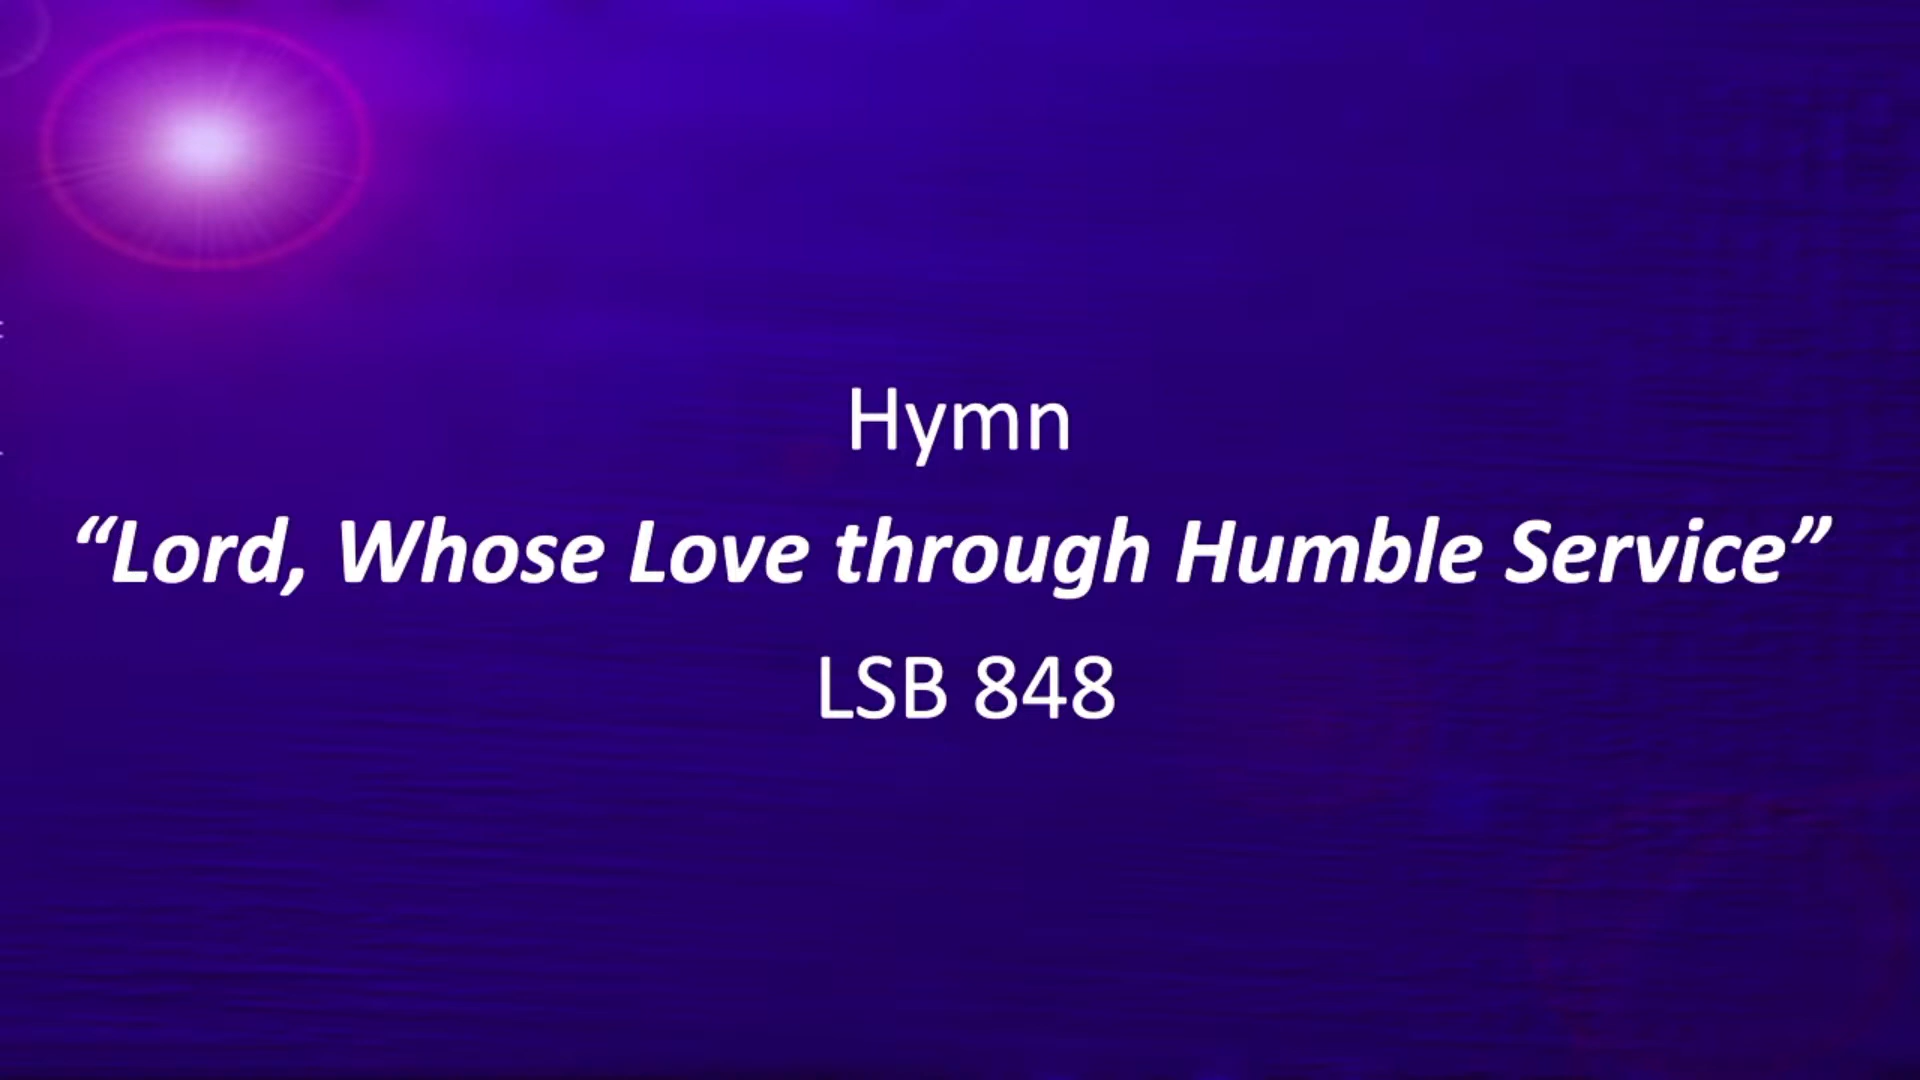 Hymn
“Lord, Whose Love through Humble Service”
LSB 848